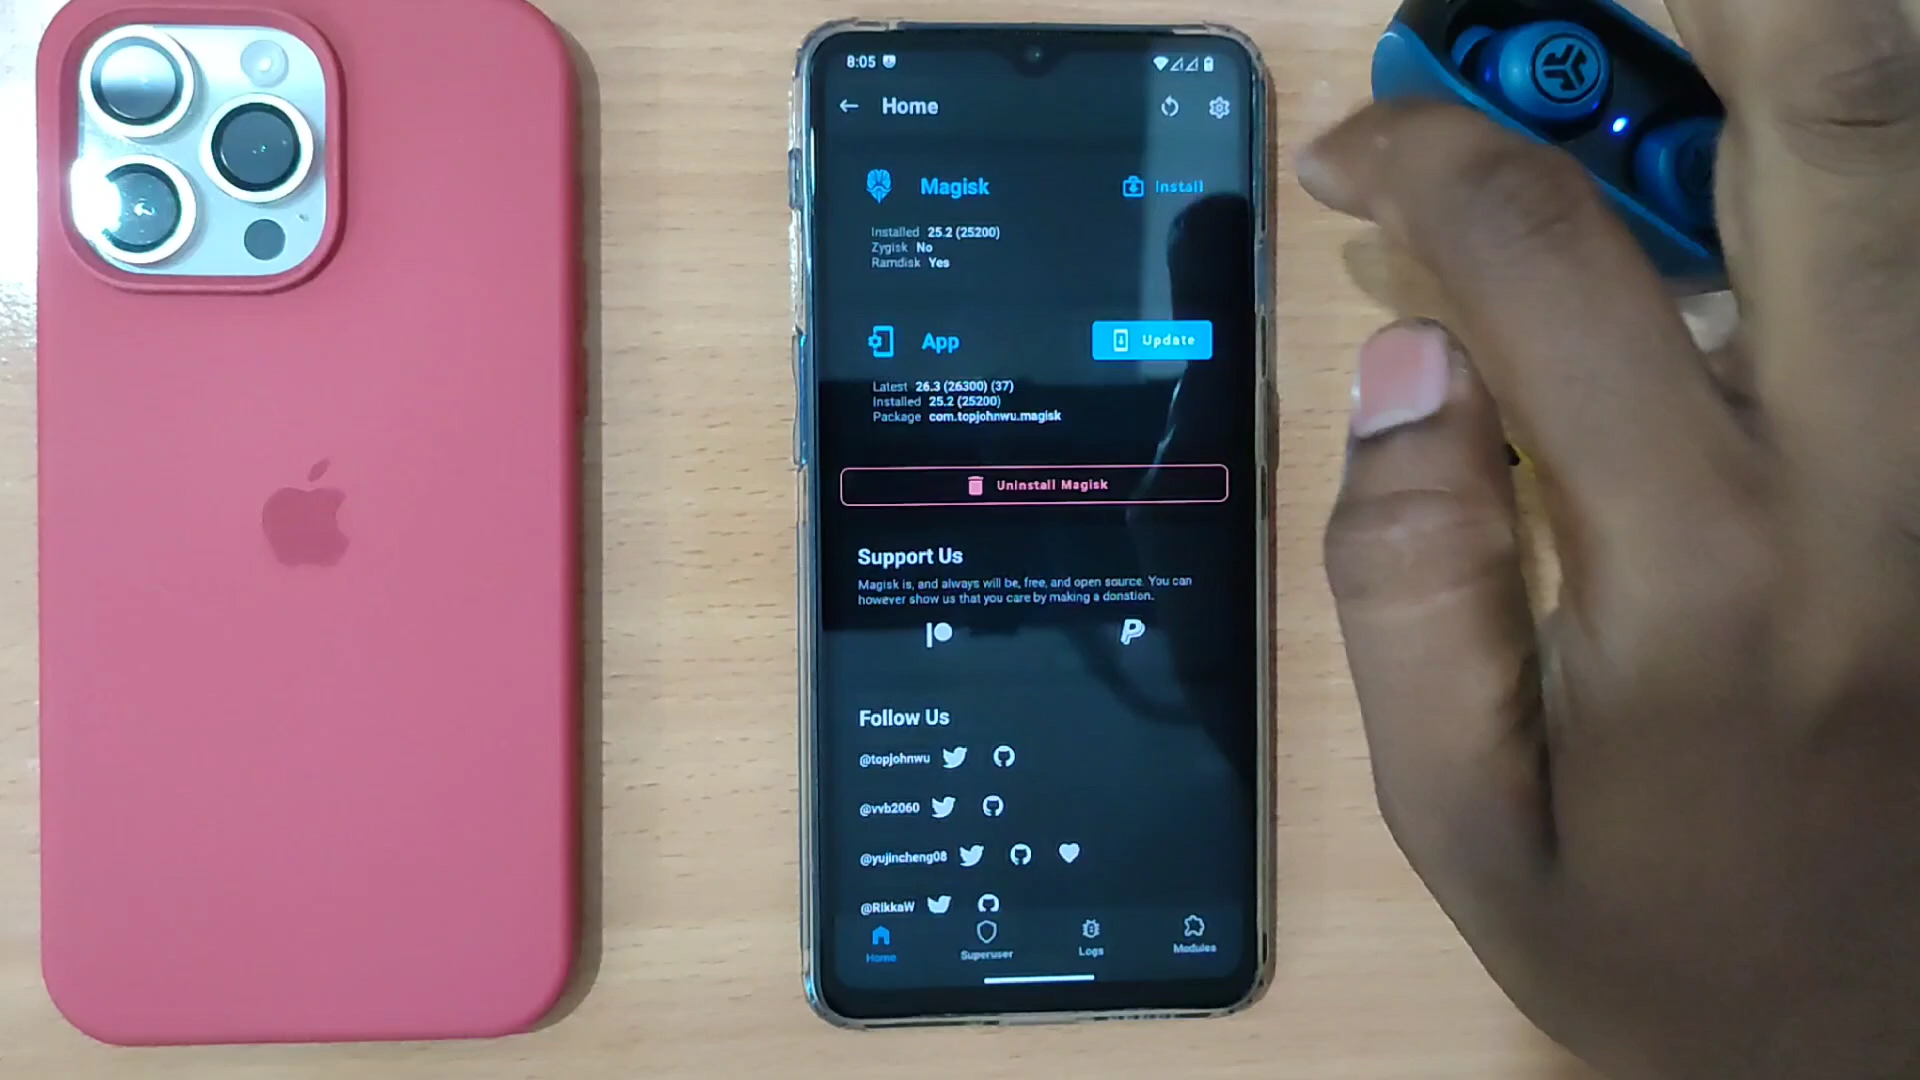 8:05
Home
Magisk
Install
Installed 25.2 (25200)
Zygisk No
Ramdisk Yes
App
Update
Latest 26.3 (26300) (37)
Installed 25.2 (25200)
Package com.topjohnwu.magisk
Uninstall Magisk
Support Us
Magisk is, and always will be, free, and open source. You can
however show us that you care by making a donation.
Follow Us
@topjohnwu
@vvb2060
@yujincheng08
@RikkaW
Home
Superuser
Logs
Modules